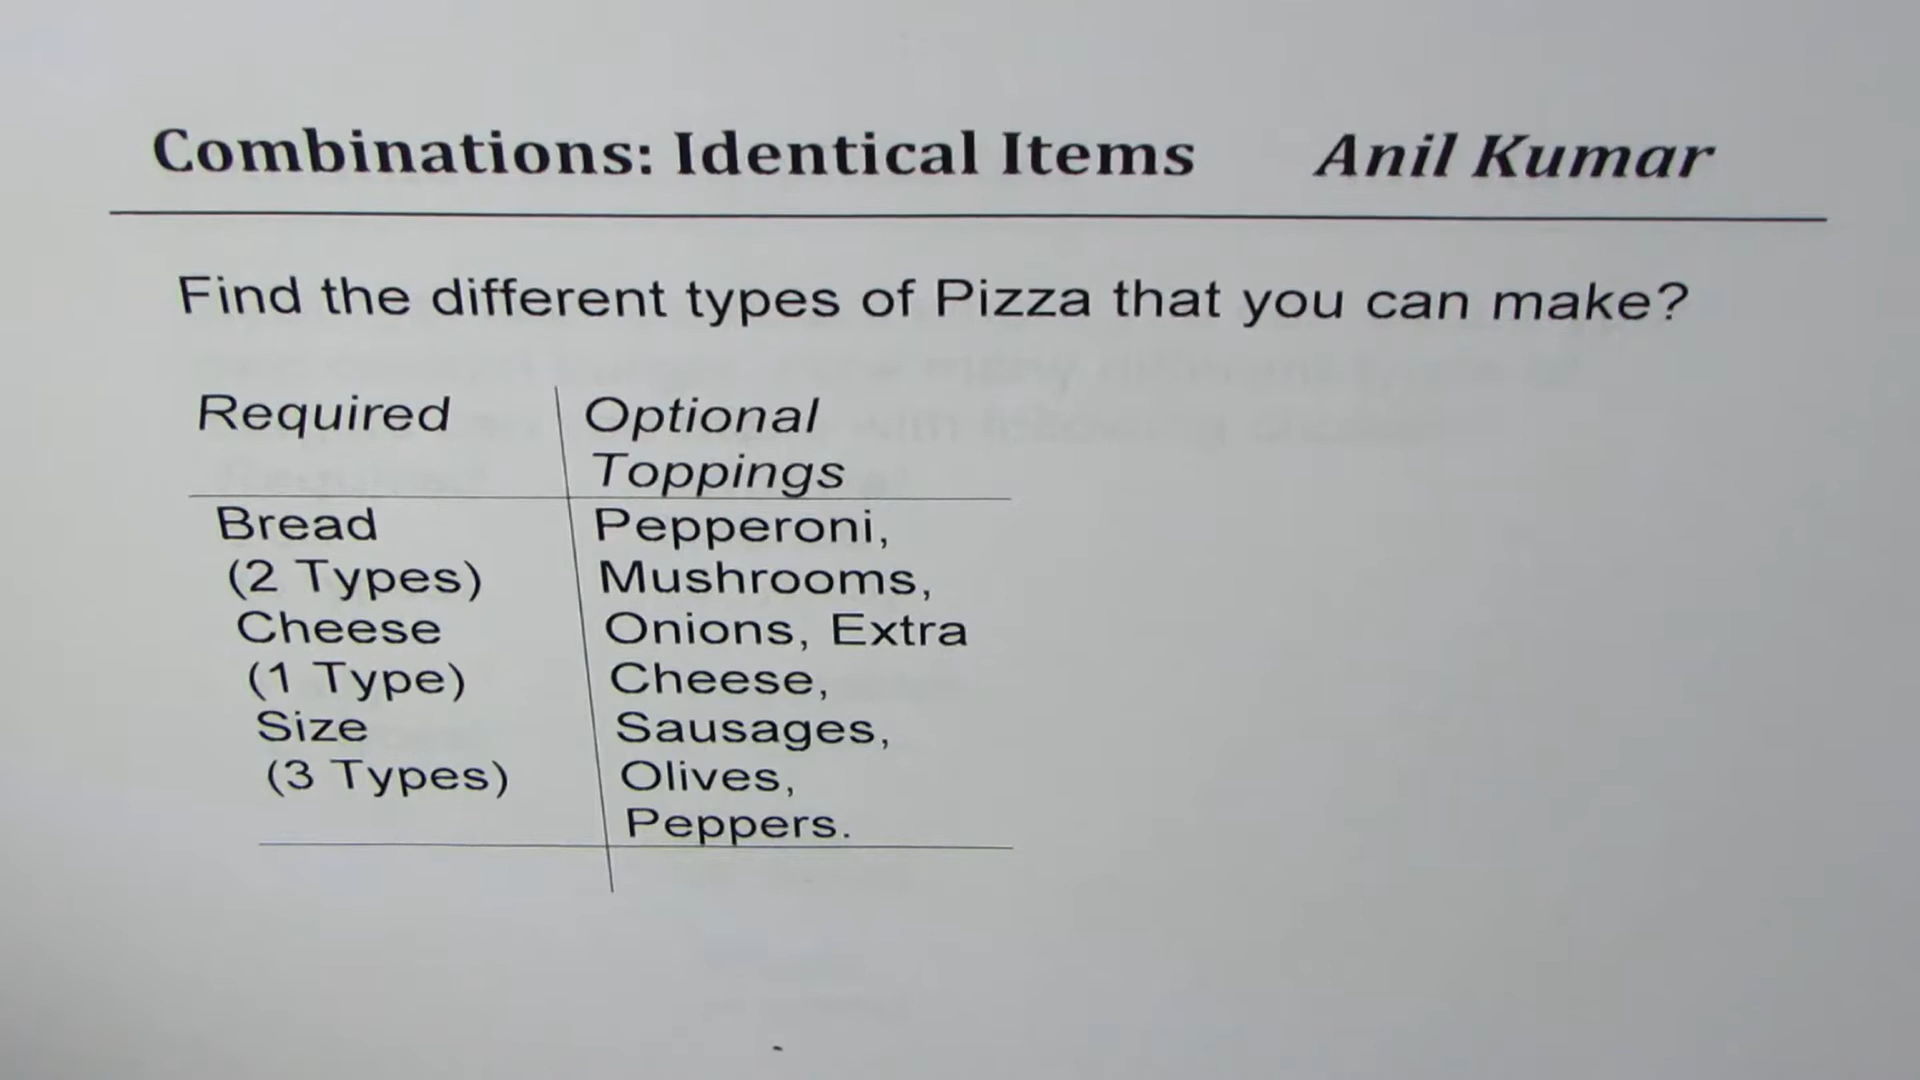 Combinations: Identical Items Anil Kumar
Find the different types of Pizza that you can make?
Required
Optional
Toppings
Bread
(2 Types)
Cheese
(1 Type)
Size
(3 Types)
Pepperoni,
Mushrooms,
Onions, Extra
Cheese,
Sausages,
Olives,
Peppers.